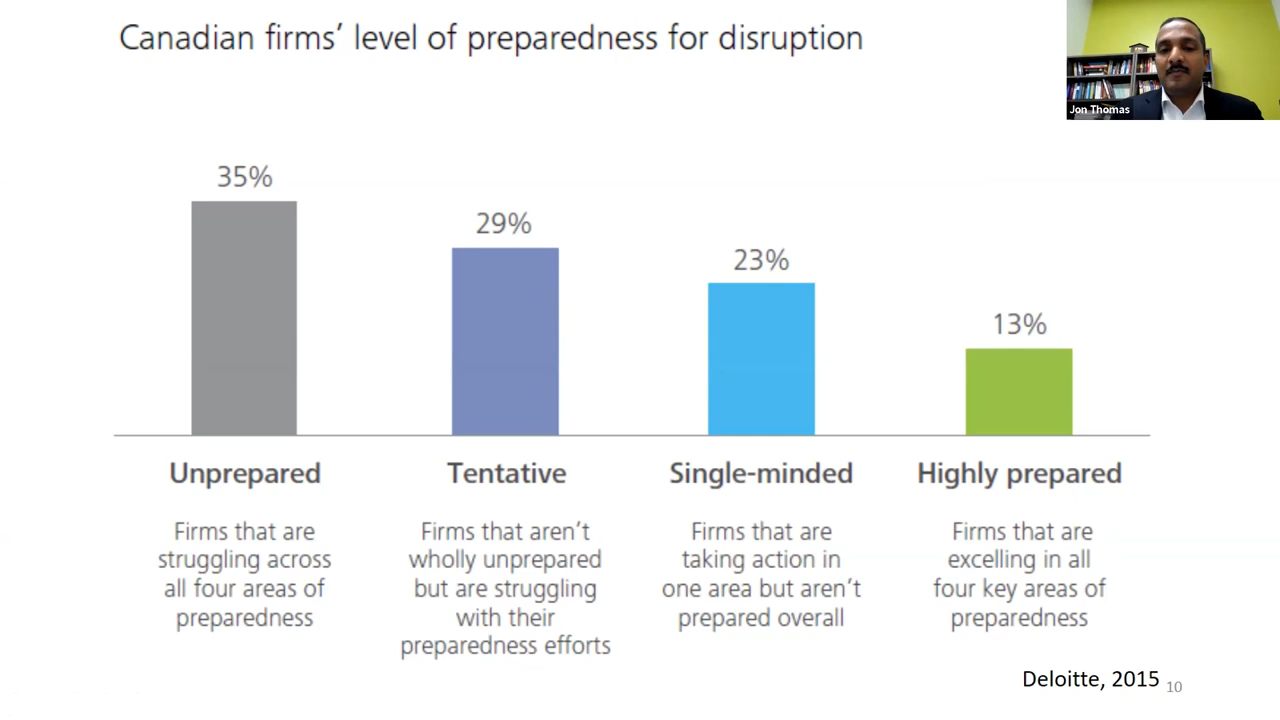 Canadian firms’ level of preparedness for disruption
Jon Thomas
35%
29%
23%
13%
Unprepared
Firms that are
struggling across
all four areas of
preparedness
Tentative
Firms that aren’t
wholly unprepared
but are struggling
with their
preparedness efforts
Single-minded
Firms that are
taking action in
one area but aren’t
prepared overall
Highly prepared
Firms that are
excelling in all
four key areas of
preparedness
Deloitte, 2015
10